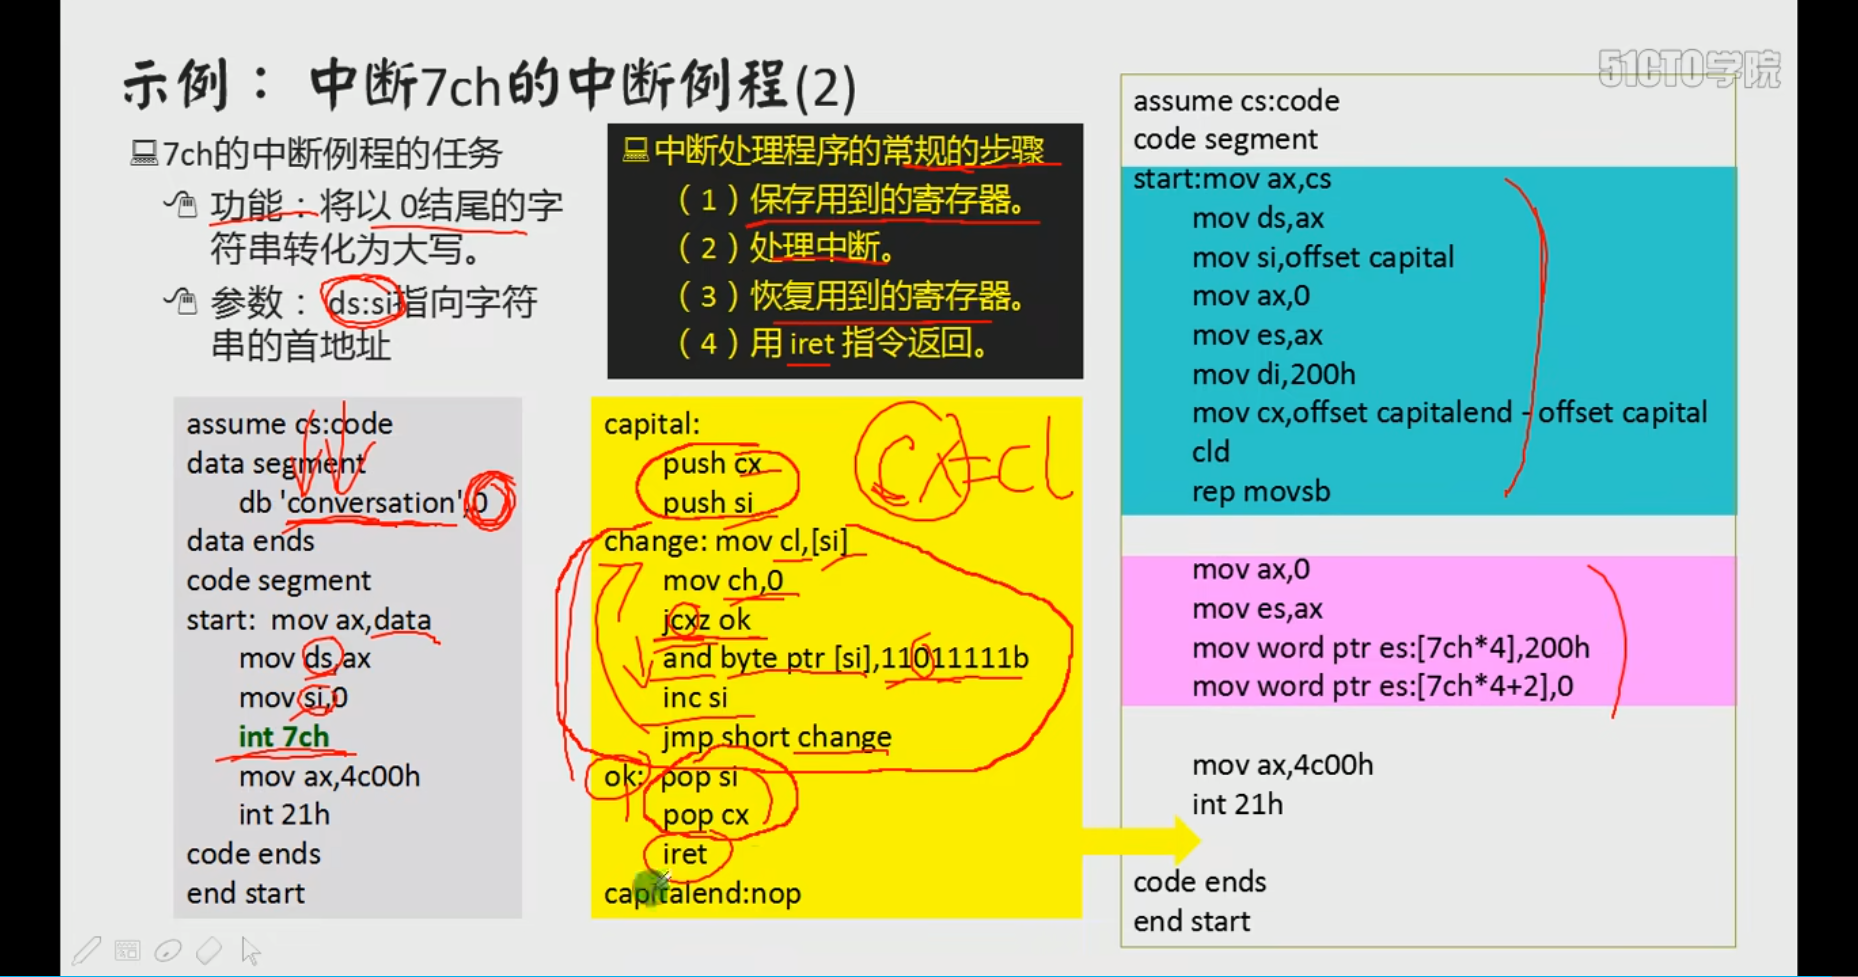 51CTO学院
示例： 中断7ch的中断例程(2)
7ch的中断例程的任务
功能：将以 0结尾的字
符串转化为大写。
参数： ds:si指向字符
串的首地址
中断处理程序的常规的步骤
（1）保存用到的寄存器。
（2）处理中断。
（3）恢复用到的寄存器。
（4）用 iret 指令返回。
assume cs:code
data segment
db 'conversation',0
data ends
code segment
start: mov ax,data
mov ds,ax
mov si,0
int 7ch
mov ax,4c00h
int 21h
code ends
end start
capital:
push cx
push si
change: mov cl,[si]
mov ch,0
jcxz ok
and byte ptr [si],11011111b
inc si
jmp short change
ok: pop si
pop cx
iret
capitalend:nop
cx=cl
assume cs:code
code segment
start:mov ax,cs
mov ds,ax
mov si,offset capital
mov ax,0
mov es,ax
mov di,200h
mov cx,offset capitalend - offset capital
cld
rep movsb
mov ax,0
mov es,ax
mov word ptr es:[7ch*4],200h
mov word ptr es:[7ch*4+2],0
mov ax,4c00h
int 21h
code ends
end start